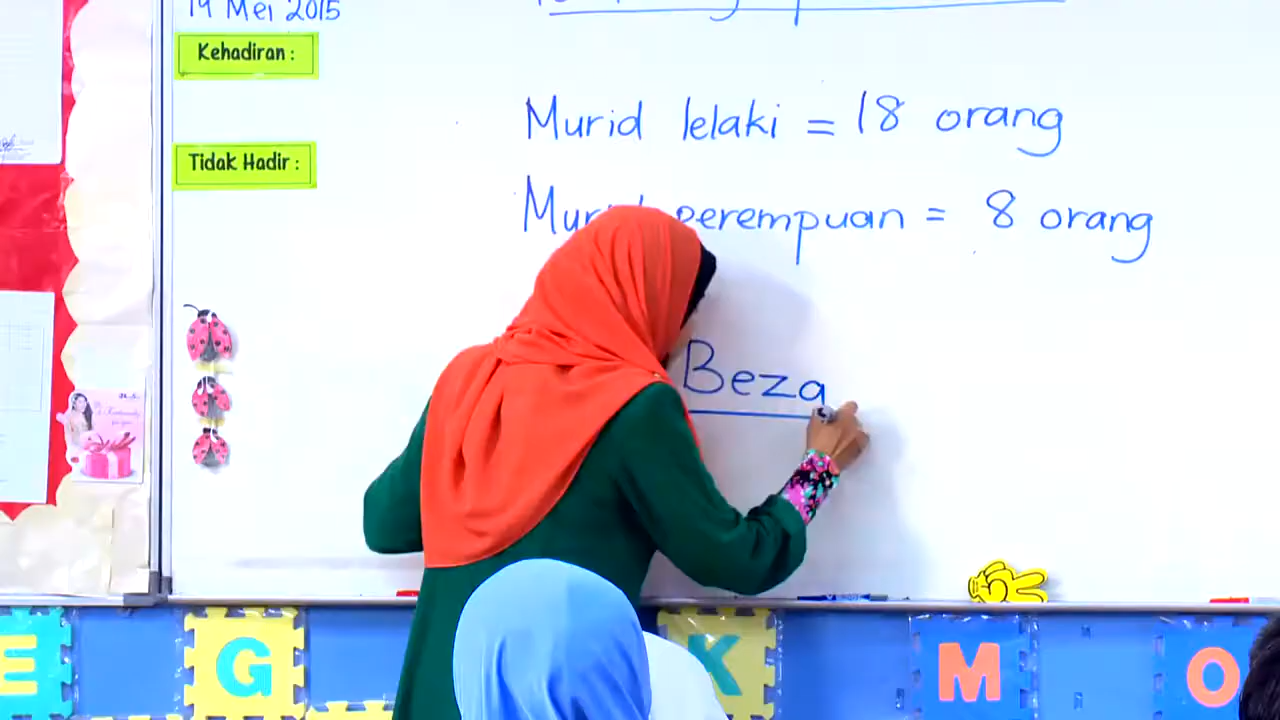 19 Mei 2015
Kehadiran :
Tidak Hadir :
Murid lelaki = 18 orang
perempuan = 8 orang
Beza
E
G
K
M
O